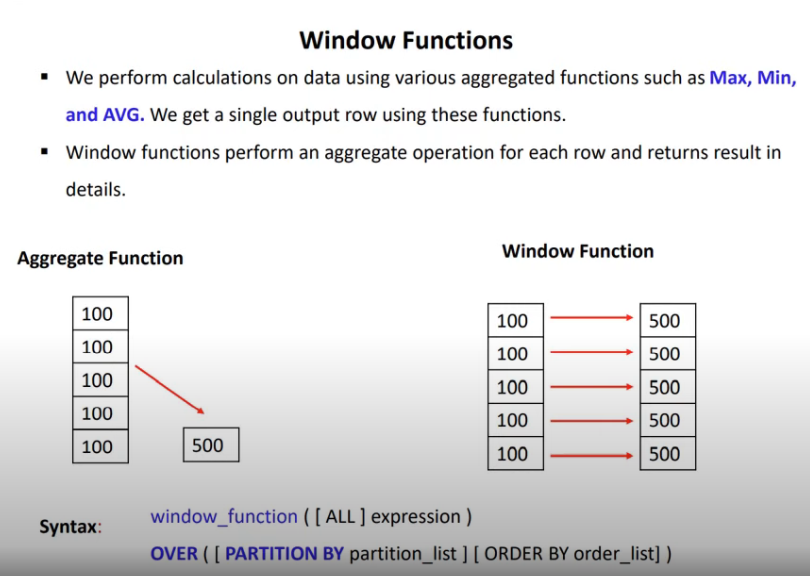 Window Functions
▪ We perform calculations on data using various aggregated functions such as Max, Min,
and AVG. We get a single output row using these functions.
▪ Window functions perform an aggregate operation for each row and returns result in
details.
Aggregate Function
100
100
100
100
100
500
Window Function
100 500
100 500
100 500
100 500
100 500
Syntax:
window_function ( [ ALL ] expression )
OVER ( [ PARTITION BY partition_list ] [ ORDER BY order_list] )